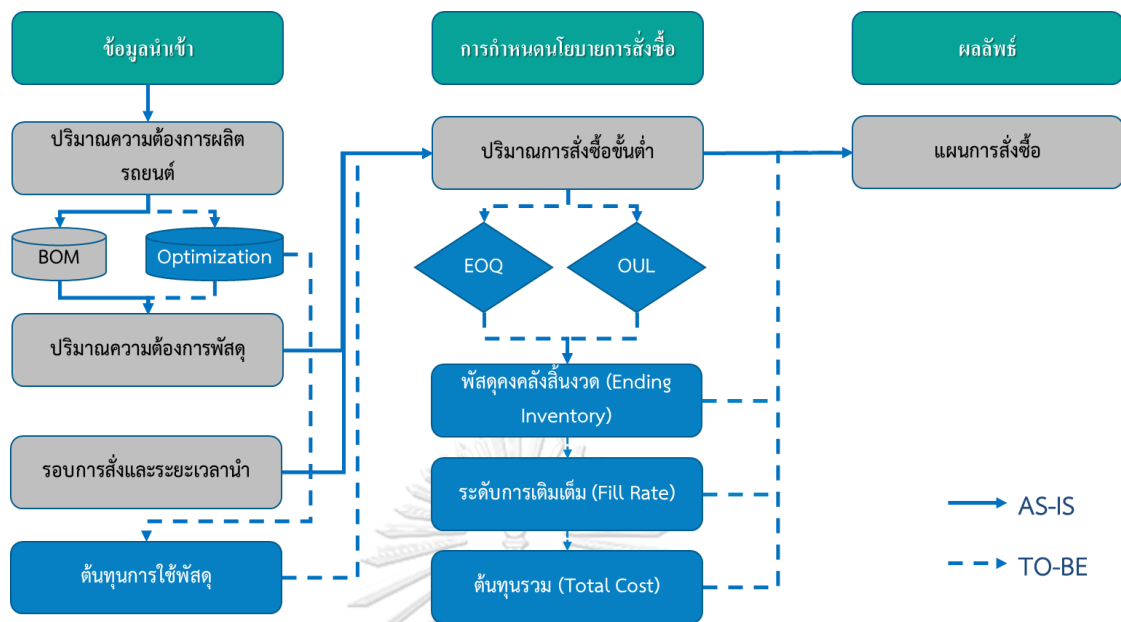 ข้อมูลนำเข้า
การกำหนดนโยบายการสั่งซื้อ
ผลลัพธ์
ปริมาณความต้องการผลิต
รถยนต์
ปริมาณการสั่งซื้อขั้นต่ำ
แผนการสั่งซื้อ
BOM
Optimization
EOQ
OUL
ปริมาณความต้องการพัสดุ
พัสดุคงคลังสิ้นงวด (Ending
Inventory)
รอบการสั่งและระยะเวลานำ
ระดับการเติมเต็ม (Fill Rate)
ต้นทุนการใช้พัสดุ
ต้นทุนรวม (Total Cost)
AS-IS
TO-BE